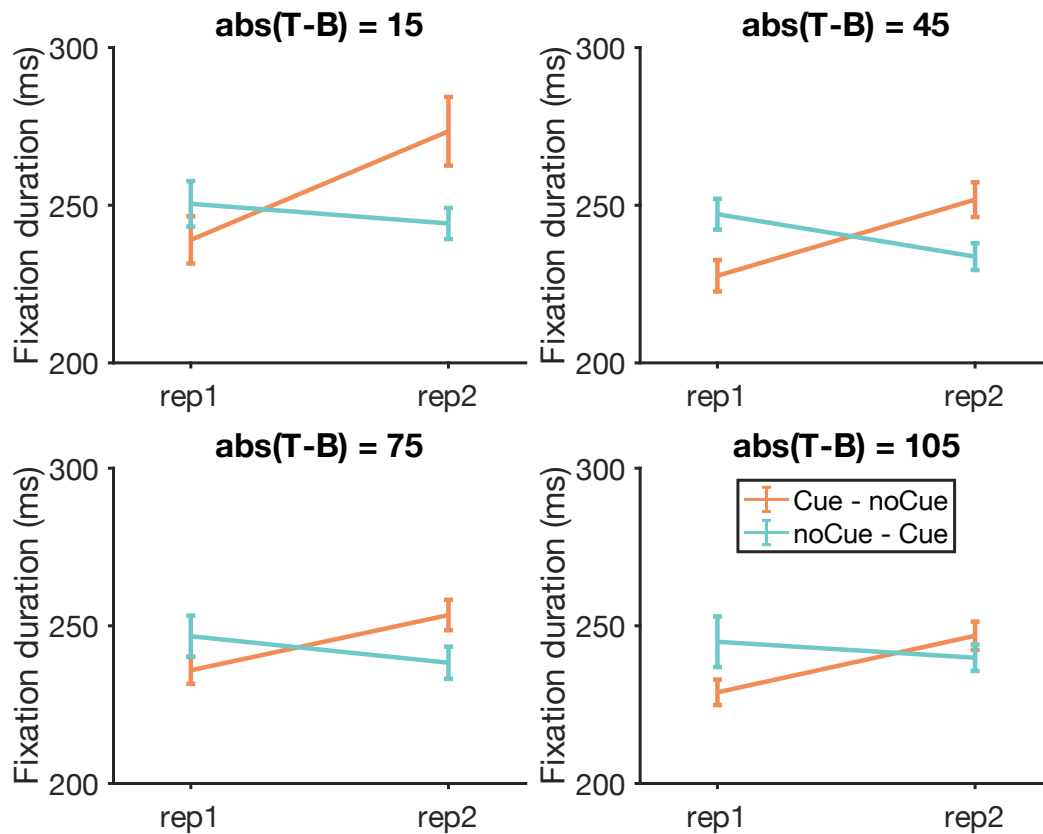 abs(T-B) = 15
Fixation duration (ms)
300
250
200
rep1 rep2
abs(T-B) = 45
Fixation duration (ms)
300
250
200
rep1 rep2
abs(T-B) = 75
Fixation duration (ms)
300
250
200
rep1 rep2
abs(T-B) = 105
Fixation duration (ms)
300
250
200
Cue - noCue
noCue - Cue
rep1 rep2